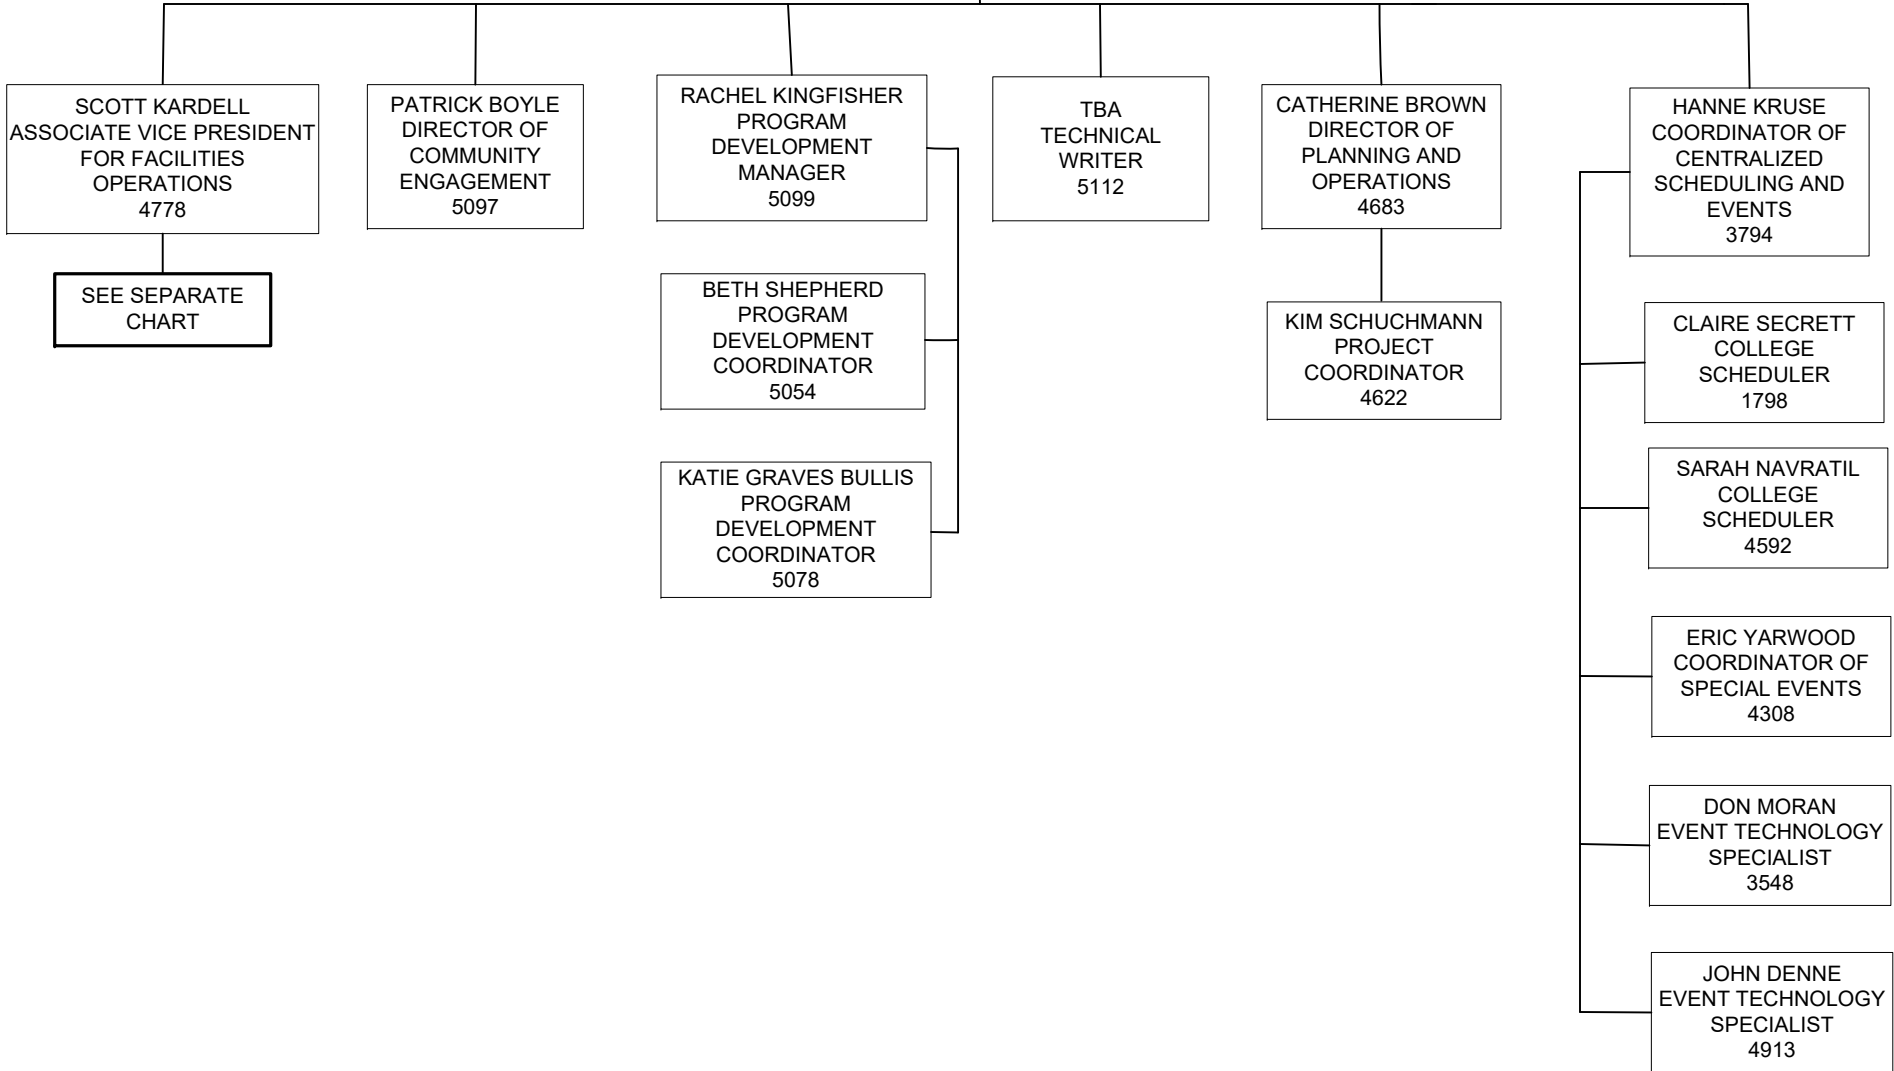 SCOTT KARDELL
ASSOCIATE VICE PRESIDENT
FOR FACILITIES
OPERATIONS
4778
SEE SEPARATE
CHART
PATRICK BOYLE
DIRECTOR OF
COMMUNITY
ENGAGEMENT
5097
RACHEL KINGFISHER
PROGRAM
DEVELOPMENT
MANAGER
5099
BETH SHEPHERD
PROGRAM
DEVELOPMENT
COORDINATOR
5054
KATIE GRAVES BULLIS
PROGRAM
DEVELOPMENT
COORDINATOR
5078
TBA
TECHNICAL
WRITER
5112
CATHERINE BROWN
DIRECTOR OF
PLANNING AND
OPERATIONS
4683
KIM SCHUCHMANN
PROJECT
COORDINATOR
4622
HANNE KRUSE
COORDINATOR OF
CENTRALIZED
SCHEDULING AND
EVENTS
3794
CLAIRE SECRETT
COLLEGE
SCHEDULER
1798
SARAH NAVRATIL
COLLEGE
SCHEDULER
4592
ERIC YARWOOD
COORDINATOR OF
SPECIAL EVENTS
4308
DON MORAN
EVENT TECHNOLOGY
SPECIALIST
3548
JOHN DENNE
EVENT TECHNOLOGY
SPECIALIST
4913